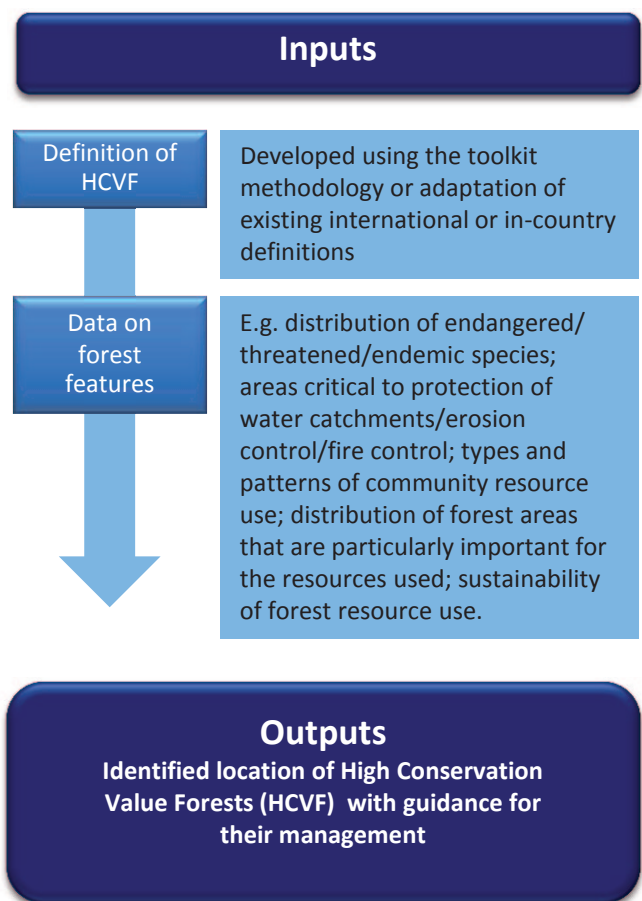 Inputs
Definition of
HCVF
Developed using the toolkit
methodology or adaptation of
existing international or in-country
definitions
Data on
forest
features
E.g. distribution of endangered/
threatened/endemic species;
areas critical to protection of
water catchments/erosion
control/fire control; types and
patterns of community resource
use; distribution of forest areas
that are particularly important for
the resources used; sustainability
of forest resource use.
Outputs
Identified location of High Conservation
Value Forests (HCVF) with guidance for
their management